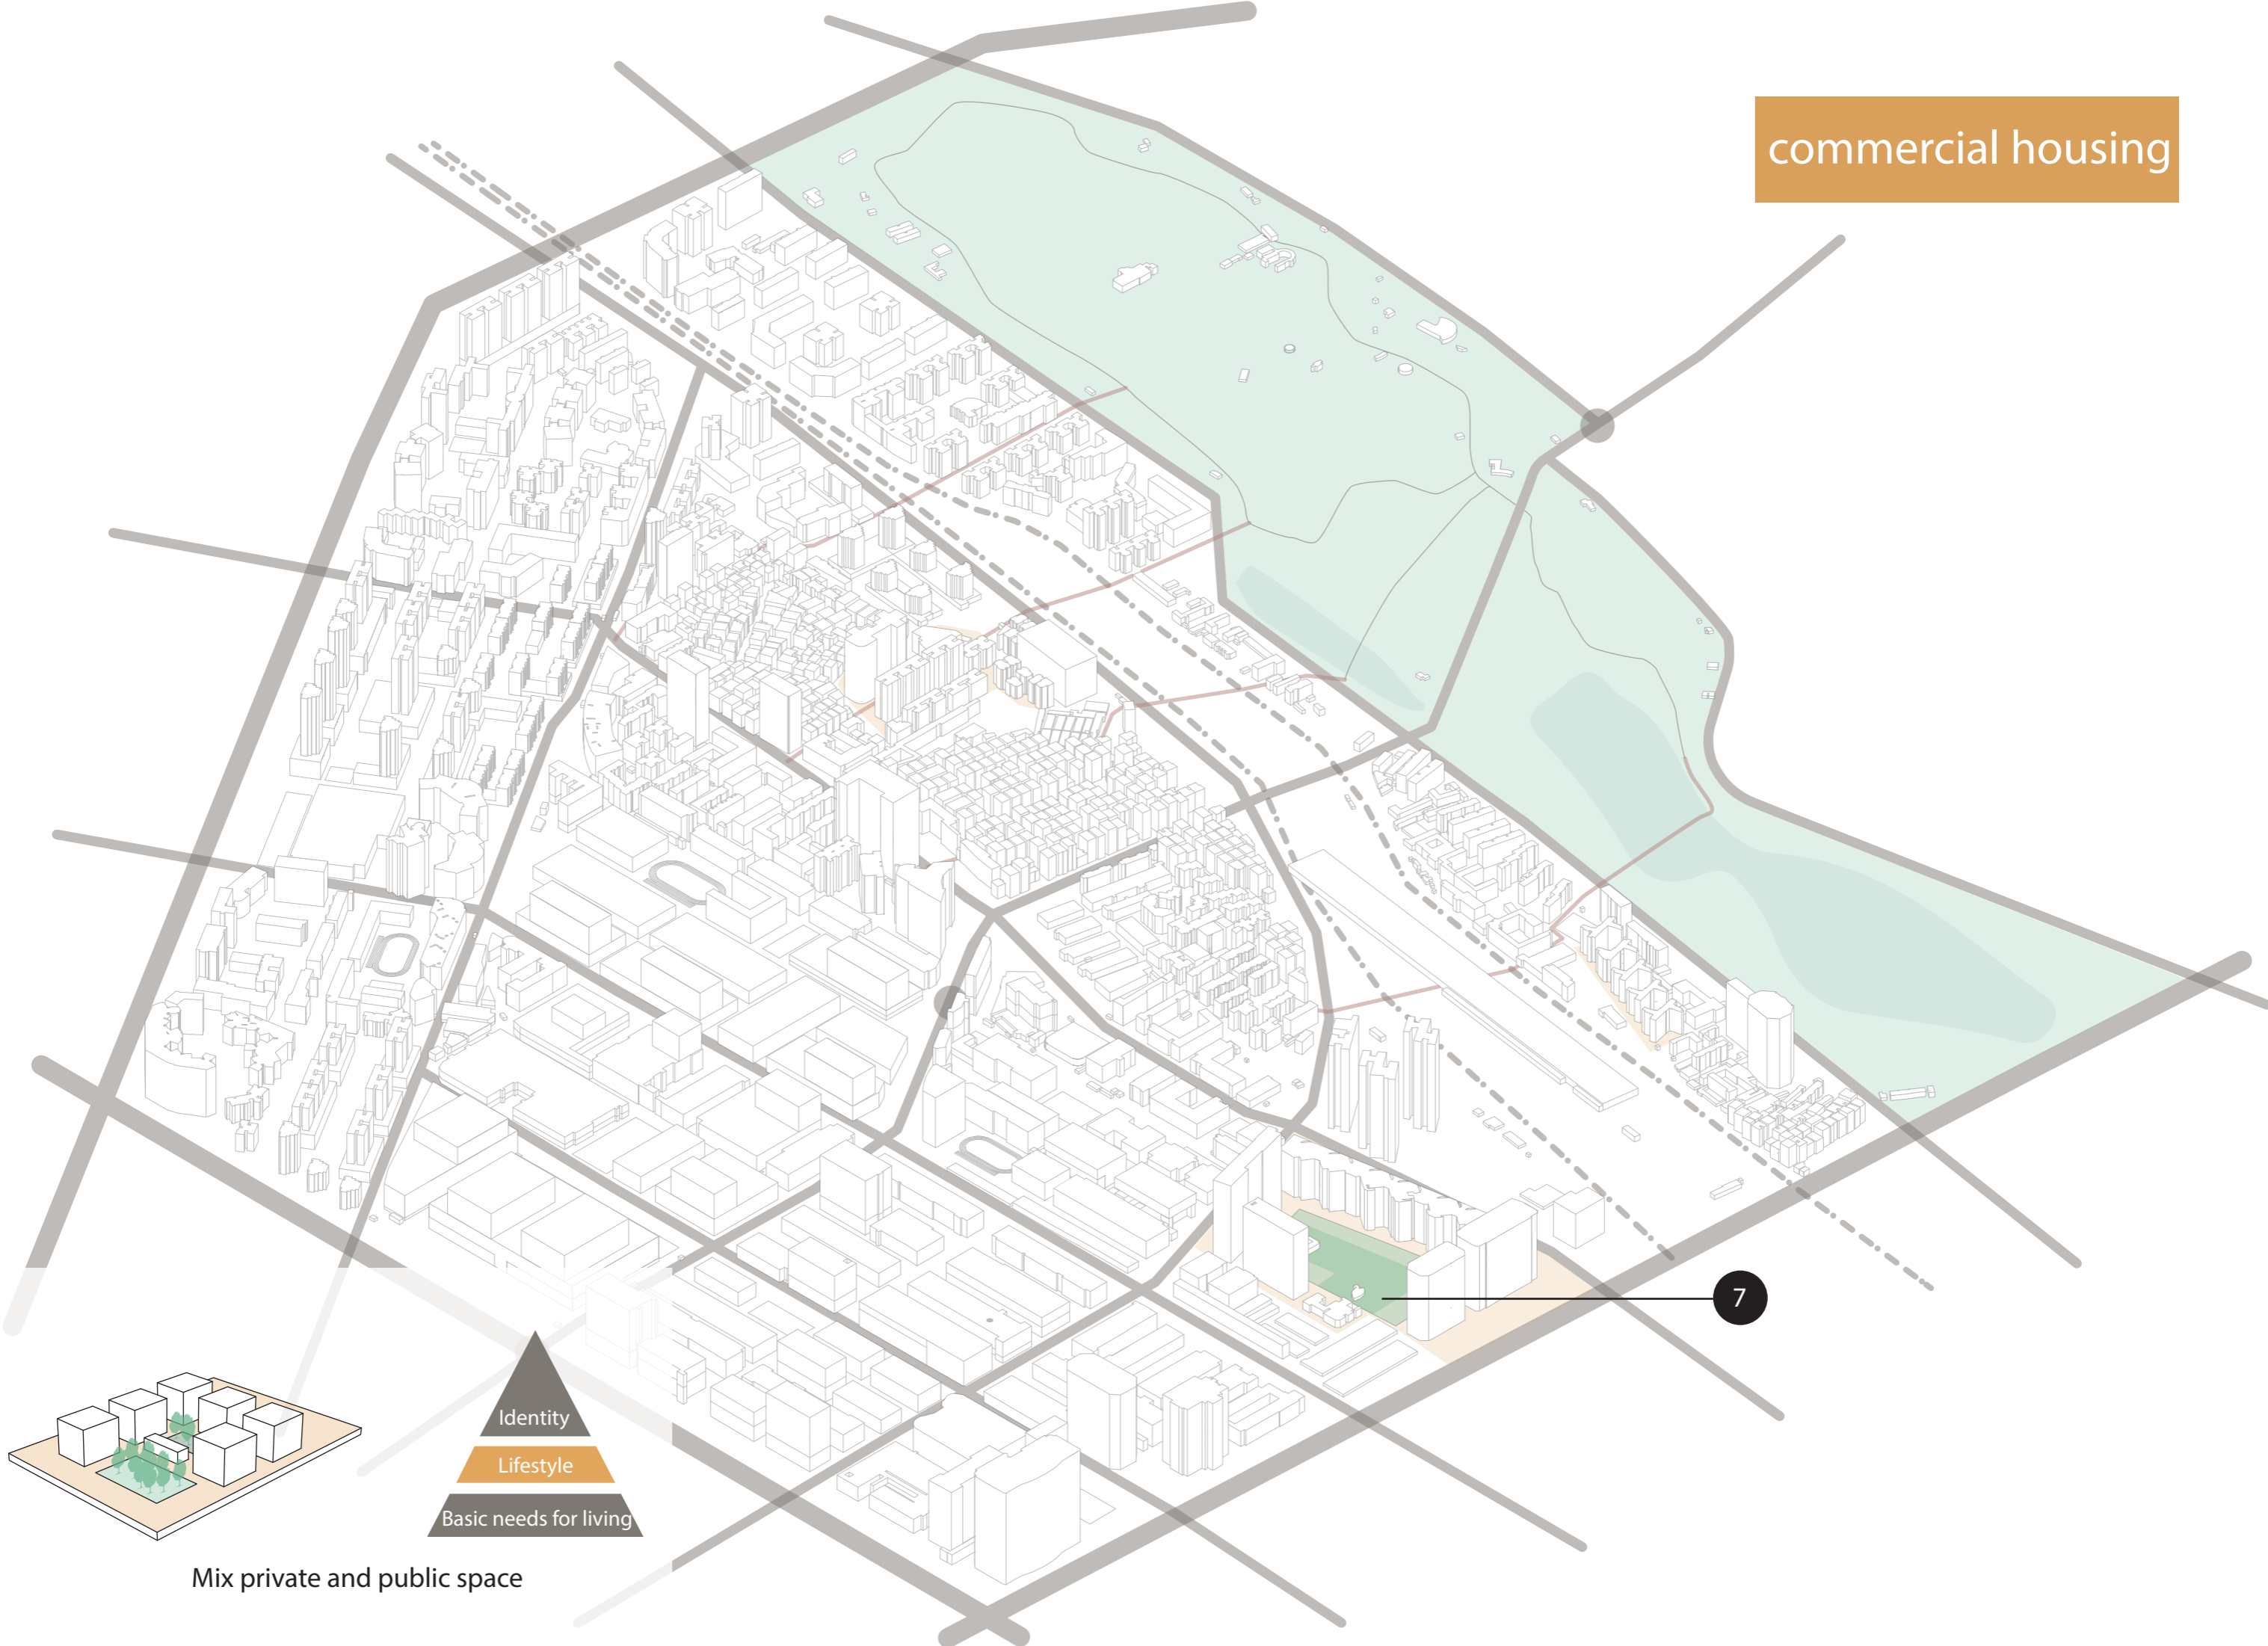 commercial housing
7
Identity
Lifestyle
Basic needs for living
Mix private and public space